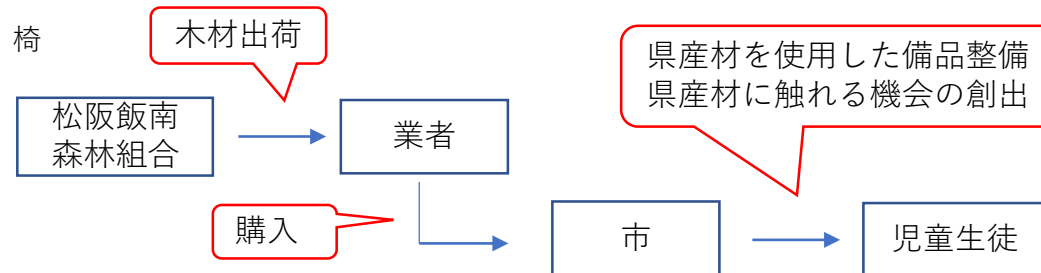 椅
木材出荷
県産材を使用した備品整備
県産材に触れる機会の創出
松阪飯南
森林組合
業者
購入
市
児童生徒